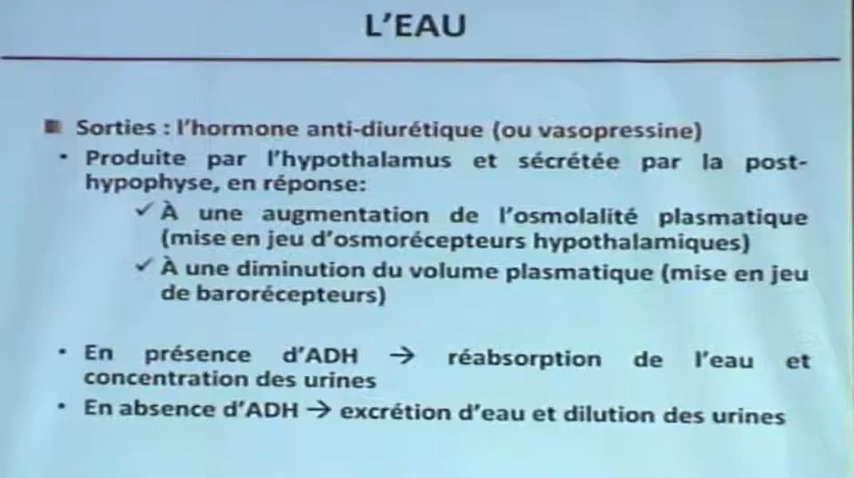 L'EAU
Sorties : l'hormone anti-diurétique (ou vasopressine)
• Produite par l'hypothalamus et sécrétée par la post-
hypophyse, en réponse:
✓ À une augmentation de l'osmolalité plasmatique
(mise en jeu d'osmorécepteurs hypothalamiques)
✓ À une diminution du volume plasmatique (mise en jeu
de barorécepteurs)
• En présence d'ADH → réabsorption de l'eau et
concentration des urines
• En absence d'ADH → excrétion d'eau et dilution des urines